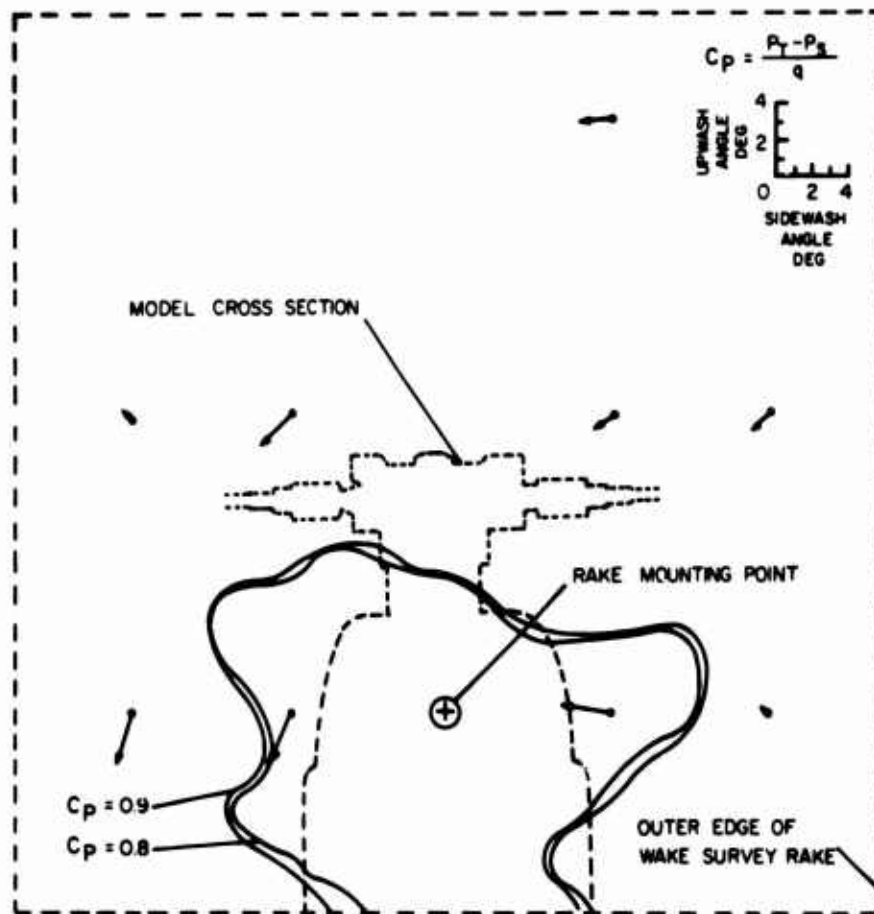 Cp = PT - PS
q
UPWASH
ANGLE
DEG
4
2
0 2 4
SIDEWASH
ANGLE
DEG
MODEL CROSS SECTION
RAKE MOUNTING POINT
Cp = 0.9
Cp = 0.8
OUTER EDGE OF
WAKE SURVEY RAKE